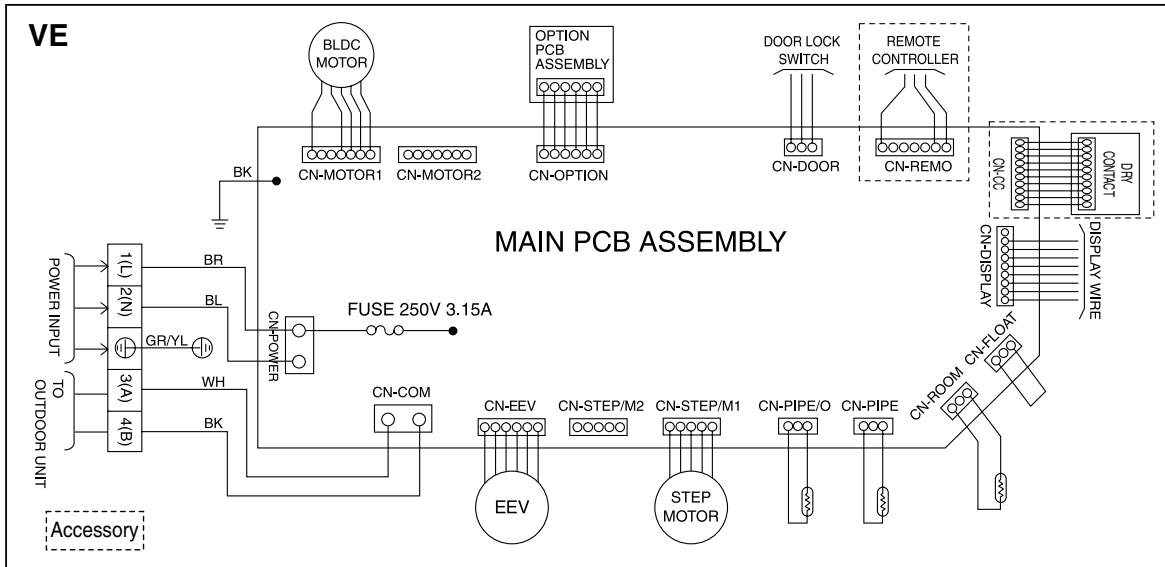 VE
BLDC
MOTOR
OPTION
PCB
ASSEMBLY
DOOR LOCK
SWITCH
REMOTE
CONTROLLER
CN-MOTOR1
CN-MOTOR2
CN-OPTION
CN-DOOR
CN-REMO
CN-CC
DRY
CONTACT
BK
MAIN PCB ASSEMBLY
CN-DISPLAY
DISPLAY WIRE
POWER INPUT
1(L)
BR
2(N)
BL
GR/YL
CN-POWER
FUSE 250V 3.15A
TO
OUTDOOR UNIT
3(A)
WH
4(B)
BK
CN-COM
CN-EEV
CN-STEP/M2
CN-STEP/M1
CN-PIPE/O
CN-PIPE
CN-ROOM
CN-FLOAT
EEV
STEP
MOTOR
Accessory